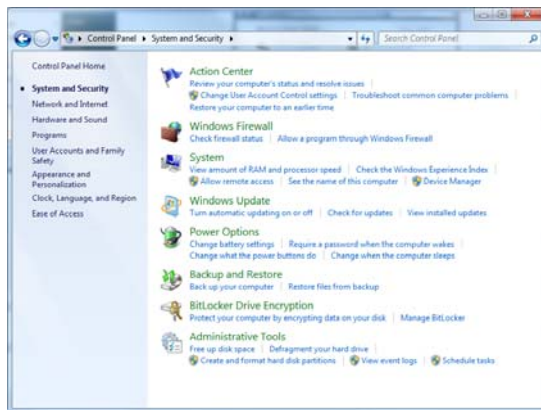 Control Panel ▸ System and Security ▸
Search Control Panel
Control Panel Home
System and Security
Network and Internet
Hardware and Sound
Programs
User Accounts and Family
Safety
Appearance and
Personalization
Clock, Language, and Region
Ease of Access
Action Center
Review your computer's status and resolve issues
Change User Account Control settings | Troubleshoot common computer problems
Restore your computer to an earlier time
Windows Firewall
Check firewall status | Allow a program through Windows Firewall
System
View amount of RAM and processor speed | Check the Windows Experience Index
Allow remote access | See the name of this computer | Device Manager
Windows Update
Turn automatic updating on or off | Check for updates | View installed updates
Power Options
Change battery settings | Require a password when the computer wakes
Change what the power buttons do | Change when the computer sleeps
Backup and Restore
Back up your computer | Restore files from backup
BitLocker Drive Encryption
Protect your computer by encrypting data on your disk | Manage BitLocker
Administrative Tools
Free up disk space | Defragment your hard drive
Create and format hard disk partitions | View event logs | Schedule tasks